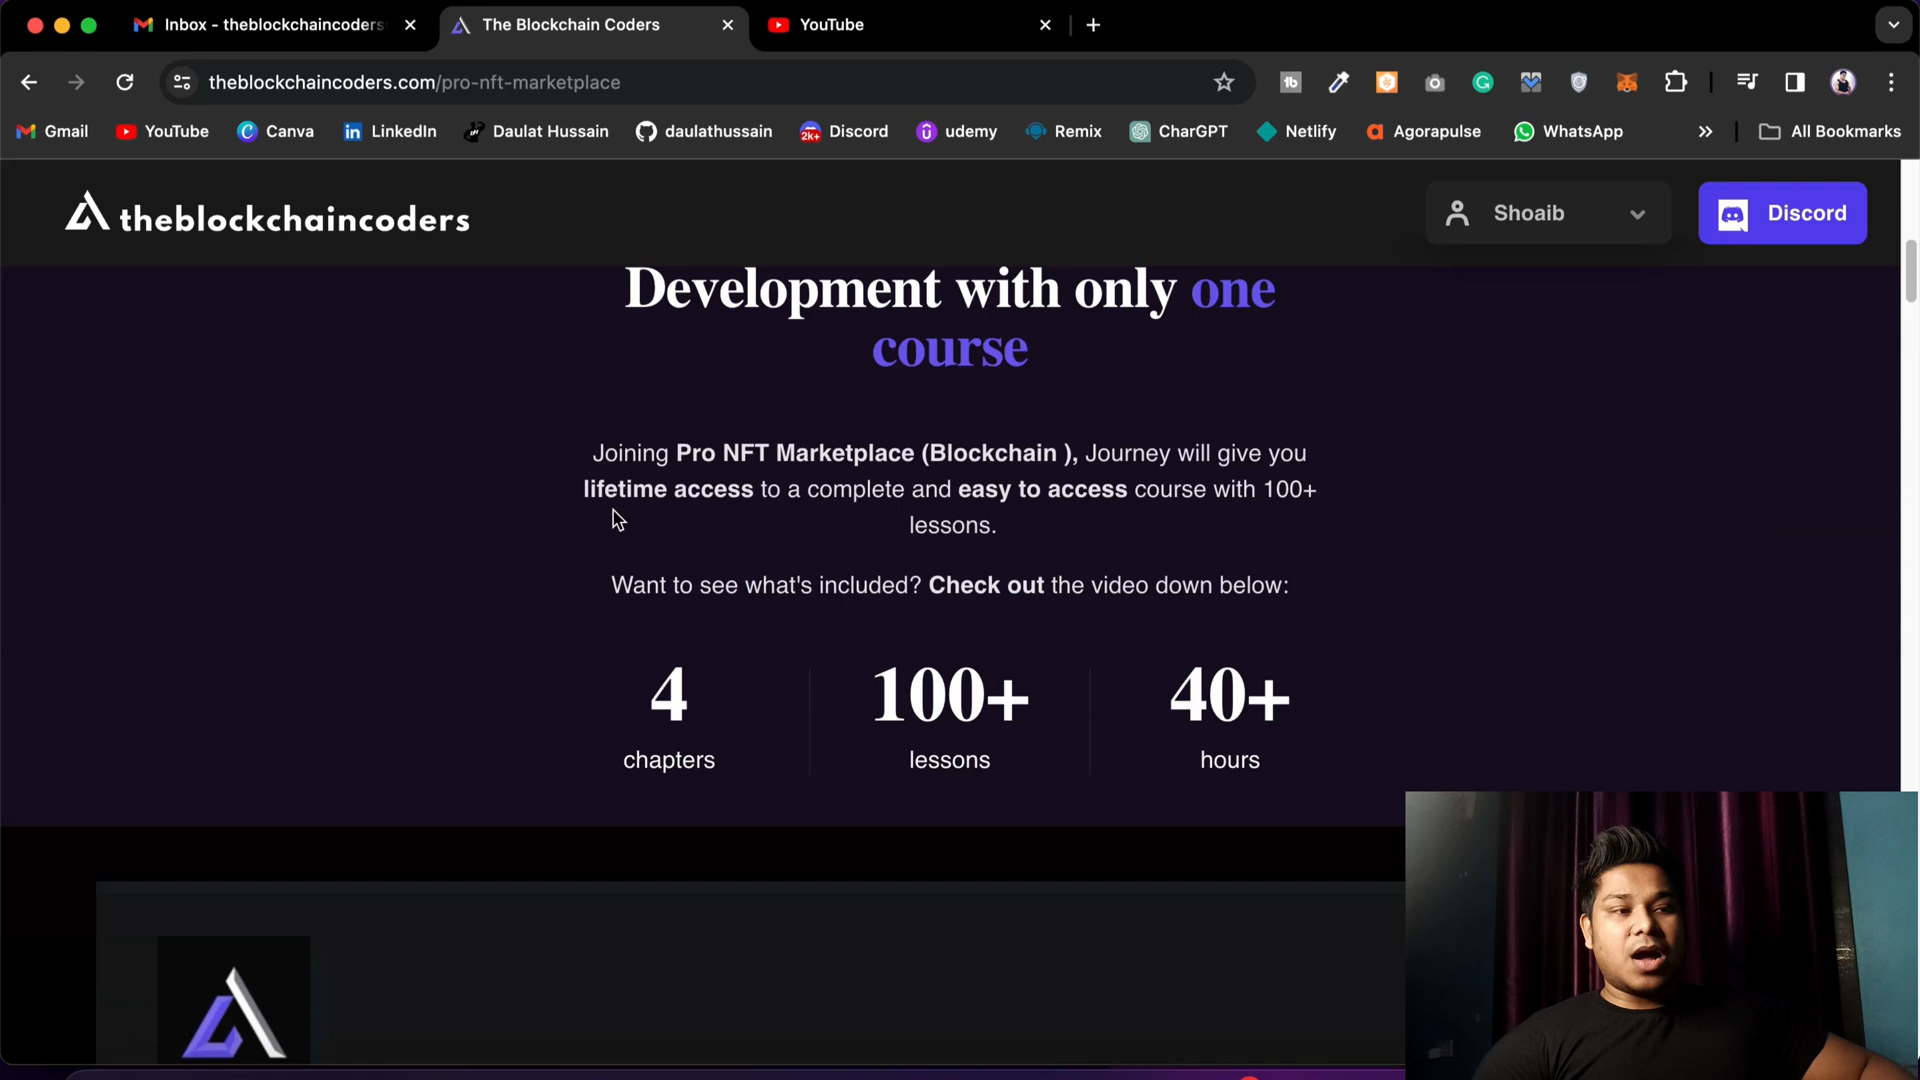 Inbox - theblockchaincoders
The Blockchain Coders
YouTube
theblockchaincoders.com/pro-nft-marketplace
Gmail
YouTube
Canva
LinkedIn
Daulat Hussain
daulathussain
2k+
Discord
udemy
Remix
CharGPT
Netlify
Agorapulse
WhatsApp
All Bookmarks
theblockchaincoders
Shoaib
Discord
Development with only one
course
Joining Pro NFT Marketplace (Blockchain ), Journey will give you
lifetime access to a complete and easy to access course with 100+
lessons.
Want to see what's included? Check out the video down below:
4
chapters
100+
lessons
40+
hours